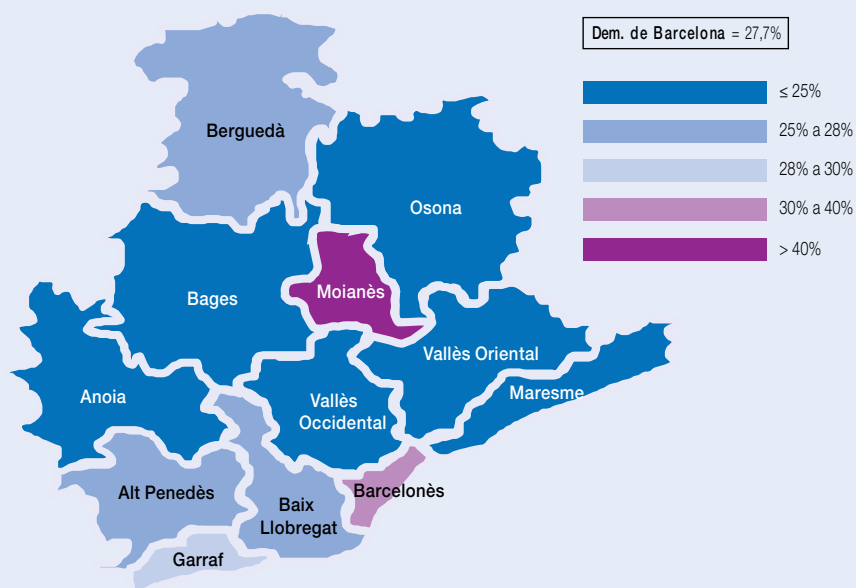 Dem. de Barcelona = 27,7%
≤ 25%
25% a 28%
28% a 30%
30% a 40%
> 40%
Berguedà
Osona
Bages
Moianès
Vallès Oriental
Anoia
Vallès
Occidental
Maresme
Alt Penedès
Baix
Llobregat
Barcelonès
Garraf